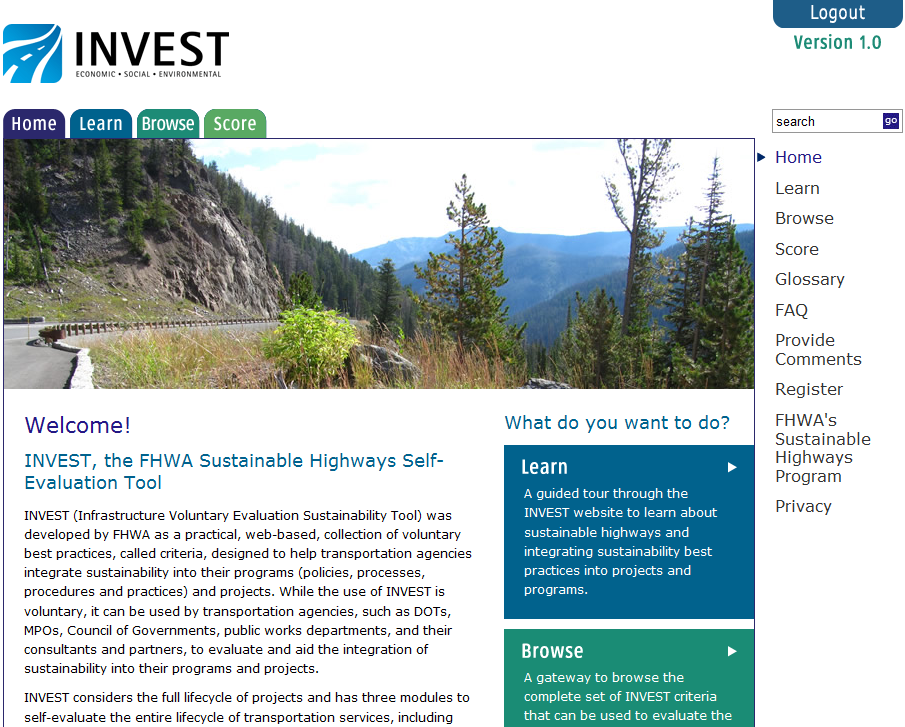 Logout
Version 1.0
INVEST
ECONOMIC • SOCIAL • ENVIRONMENTAL
Home
Learn
Browse
Score
search
go
Home
Learn
Browse
Score
Glossary
FAQ
Provide
Comments
Register
FHWA's
Sustainable
Highways
Program
Privacy
Welcome!
INVEST, the FHWA Sustainable Highways Self-
Evaluation Tool
INVEST (Infrastructure Voluntary Evaluation Sustainability Tool) was
developed by FHWA as a practical, web-based, collection of voluntary
best practices, called criteria, designed to help transportation agencies
integrate sustainability into their programs (policies, processes,
procedures and practices) and projects. While the use of INVEST is
voluntary, it can be used by transportation agencies, such as DOTs,
MPOs, Council of Governments, public works departments, and their
consultants and partners, to evaluate and aid the integration of
sustainability into their programs and projects.
INVEST considers the full lifecycle of projects and has three modules to
self-evaluate the entire lifecycle of transportation services, including
What do you want to do?
Learn
A guided tour through the
INVEST website to learn about
sustainable highways and
integrating sustainability best
practices into projects and
programs.
Browse
A gateway to browse the
complete set of INVEST criteria
that can be used to evaluate the